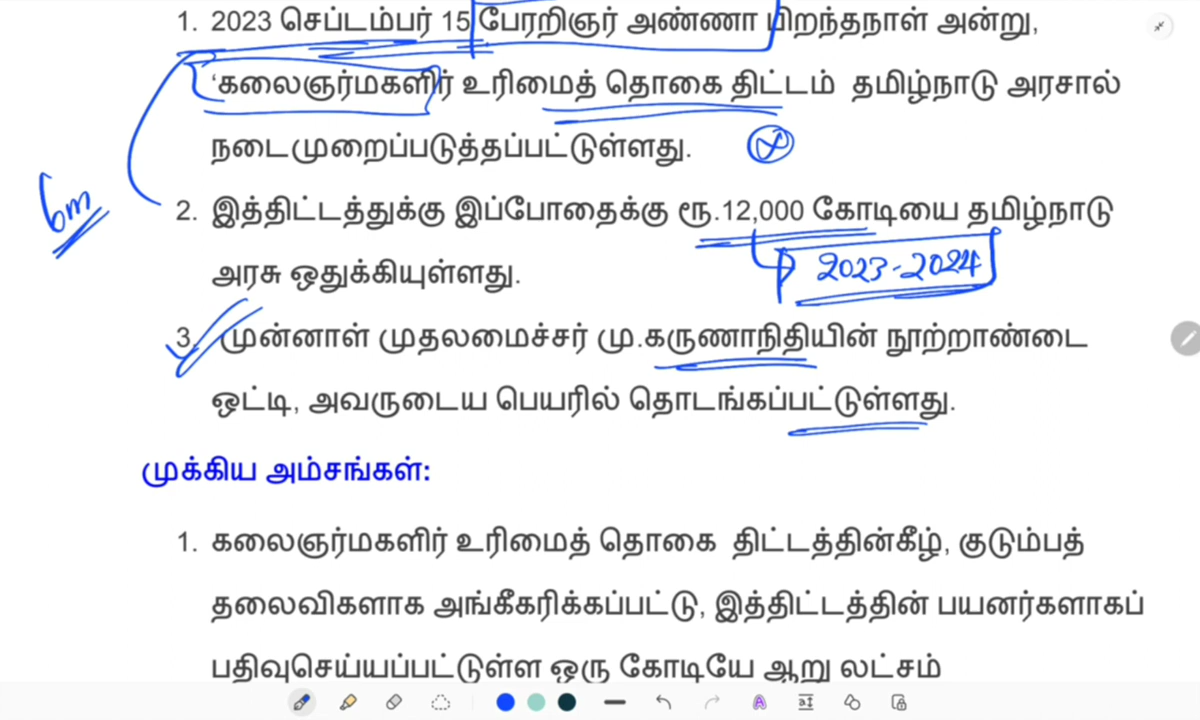 1. 2023 செப்டம்பர் 15 பேரறிஞர் அண்ணா பிறந்தநாள் அன்று,
‘கலைஞர்மகளிர் உரிமைத் தொகை திட்டம் தமிழ்நாடு அரசால்
நடைமுறைப்படுத்தப்பட்டுள்ளது.
6m
2. இத்திட்டத்துக்கு இப்போதைக்கு ரூ.12,000 கோடியை தமிழ்நாடு
அரசு ஒதுக்கியுள்ளது.
2023-2024
3. முன்னாள் முதலமைச்சர் மு.கருணாநிதியின் நூற்றாண்டை
ஒட்டி, அவருடைய பெயரில் தொடங்கப்பட்டுள்ளது.
முக்கிய அம்சங்கள்:
1. கலைஞர்மகளிர் உரிமைத் தொகை திட்டத்தின்கீழ், குடும்பத்
தலைவிகளாக அங்கீகரிக்கப்பட்டு, இத்திட்டத்தின் பயனர்களாகப்
பதிவுசெய்யப்பட்டுள்ள ஒரு கோடியே ஆறு லட்சம்